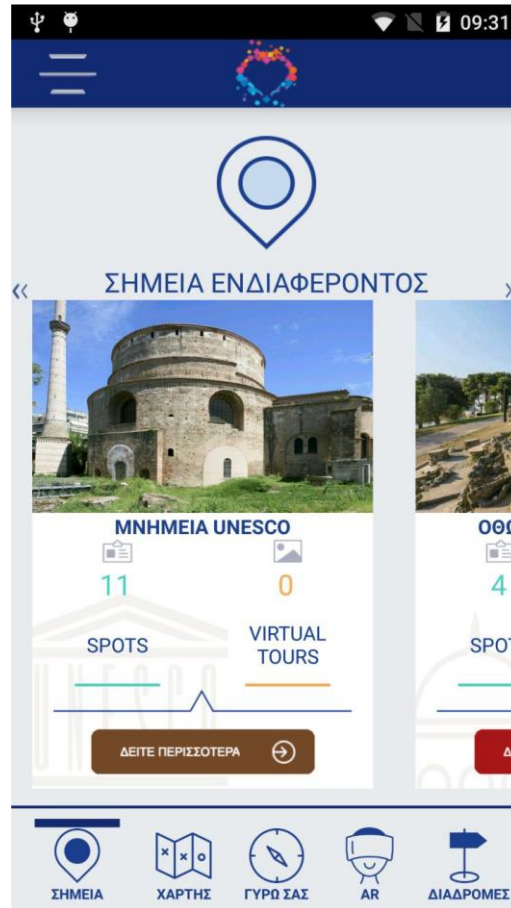 09:31
ΣΗΜΕΙΑ ΕΝΔΙΑΦΕΡΟΝΤΟΣ
ΜΝΗΜΕΙΑ UNESCO
11
0
SPOTS
VIRTUAL
TOURS
ΔΕΙΤΕ ΠΕΡΙΣΣΟΤΕΡΑ
4
UNESCO
ΣΗΜΕΙΑ
ΧΑΡΤΗΣ
ΓΥΡΩ ΣΑΣ
AR
ΔΙΑΔΡΟΜΕΣ